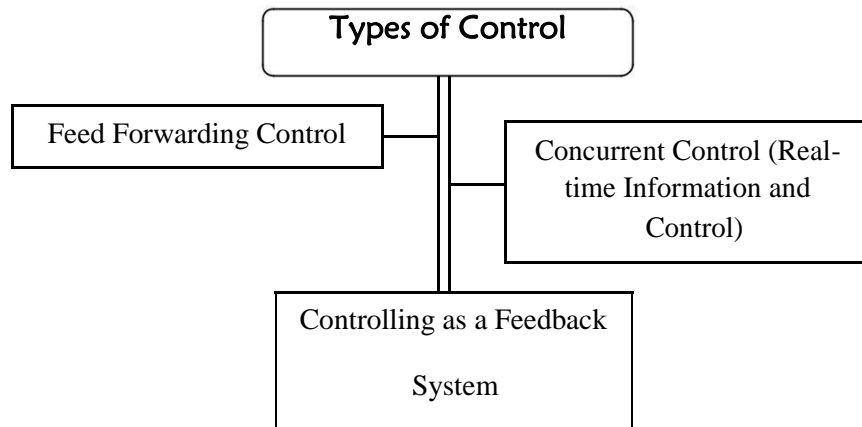 Types of Control
Feed Forwarding Control
Concurrent Control (Real-
time Information and
Control)
Controlling as a Feedback
System